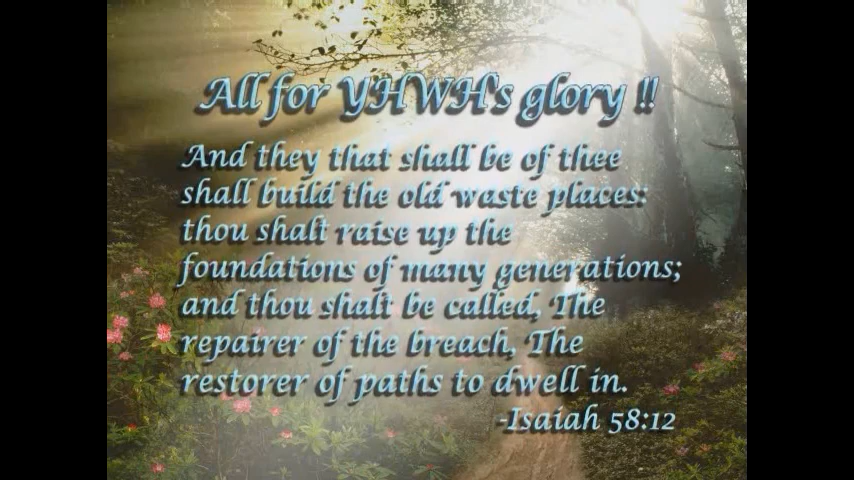 All for YHWH's glory !!
And they that shall be of thee
shall build the old waste places:
thou shalt raise up the
foundations of many generations;
and thou shalt be called, The
repairer of the breach, The
restorer of paths to dwell in.
-Isaiah 58:12